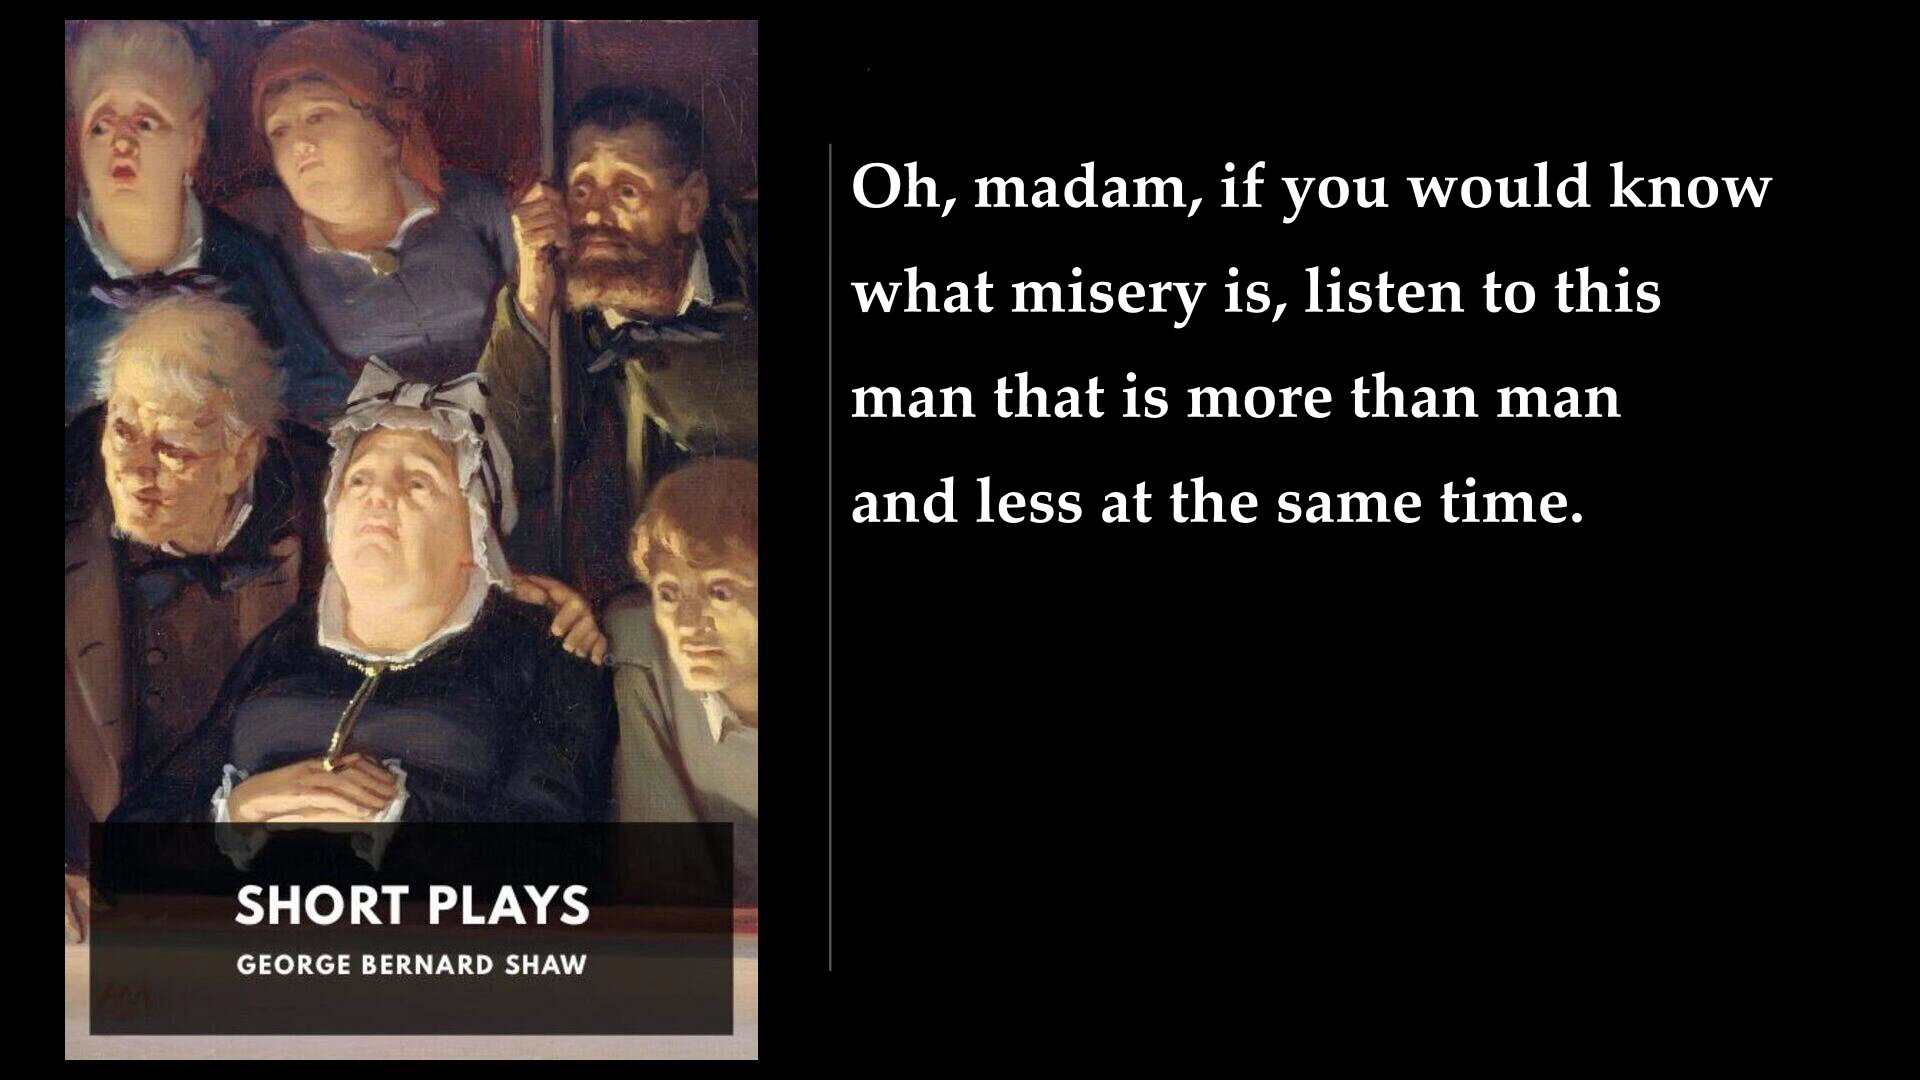 Oh, madam, if you would know
what misery is, listen to this
man that is more than man
and less at the same time.
SHORT PLAYS
GEORGE BERNARD SHAW